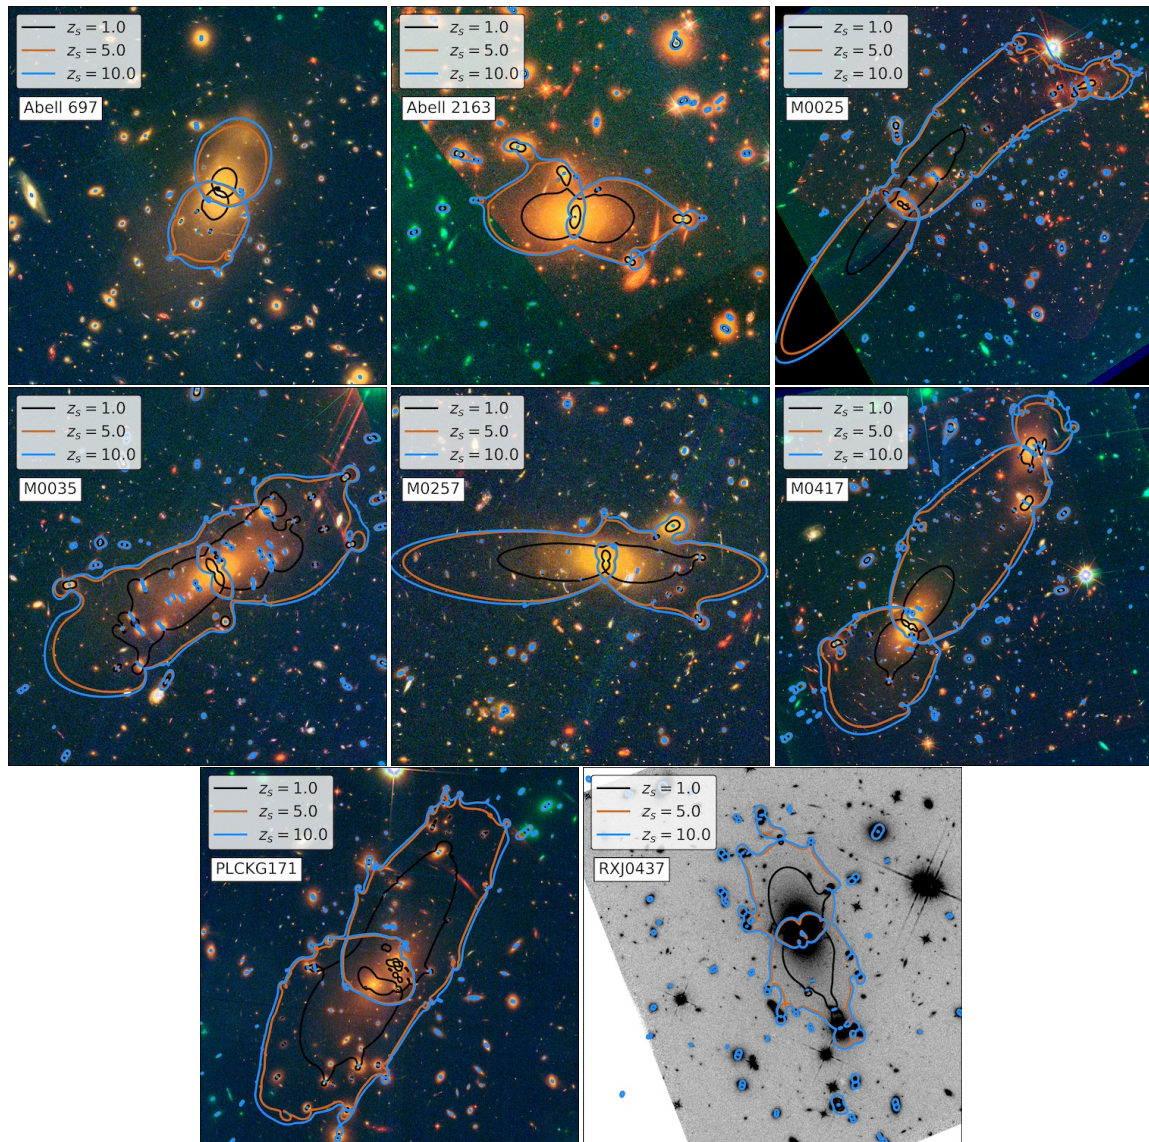 z_s = 1.0
z_s = 5.0
z_s = 10.0
Abell 697
z_s = 1.0
z_s = 5.0
z_s = 10.0
Abell 2163
z_s = 1.0
z_s = 5.0
z_s = 10.0
M0025
z_s = 1.0
z_s = 5.0
z_s = 10.0
M0035
z_s = 1.0
z_s = 5.0
z_s = 10.0
M0257
z_s = 1.0
z_s = 5.0
z_s = 10.0
M0417
z_s = 1.0
z_s = 5.0
z_s = 10.0
PLCKG171
z_s = 1.0
z_s = 5.0
z_s = 10.0
RXJ0437